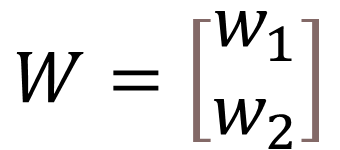 W = [w₁
w₂]